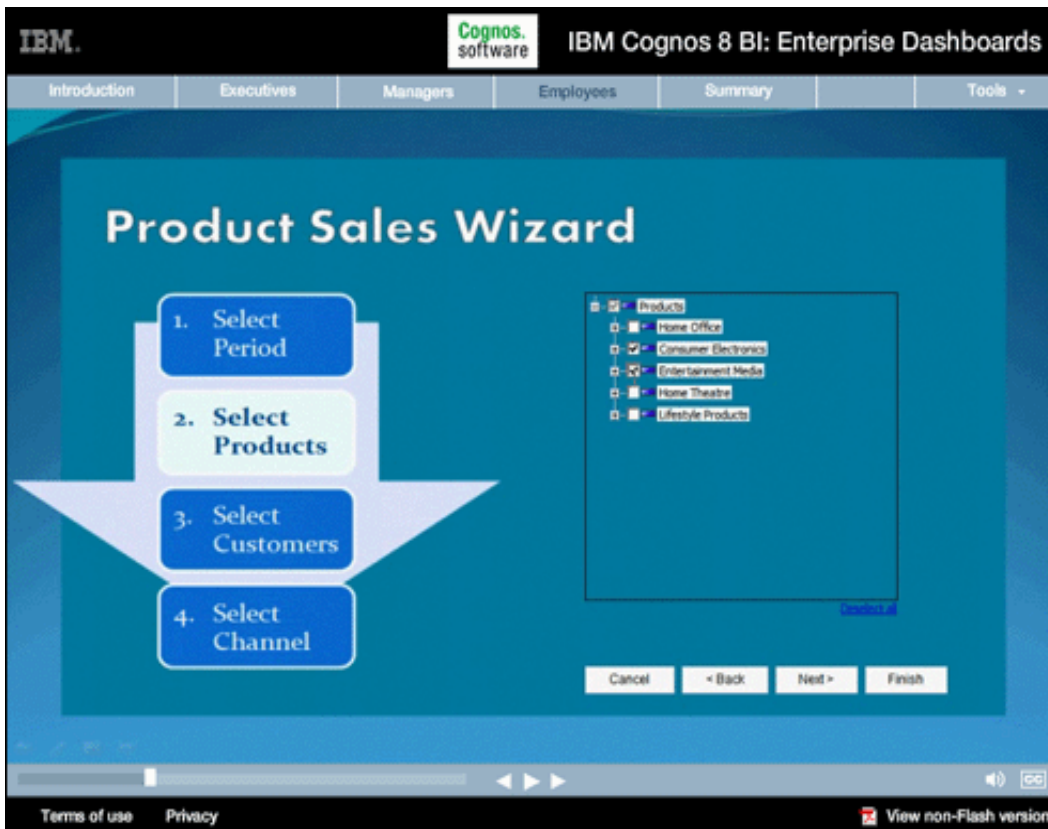 IBM.
Cognos.
software
IBM Cognos 8 BI: Enterprise Dashboards
Introduction
Executives
Managers
Employees
Summary
Tools
Product Sales Wizard
1. Select
Period
2. Select
Products
3. Select
Customers
4. Select
Channel
Products
Home Office
Consumer Electronics
Entertainment Media
Home Theatre
Lifestyle Products
Deselect all
Cancel
< Back
Next >
Finish
CC
Terms of use
Privacy
View non-Flash version